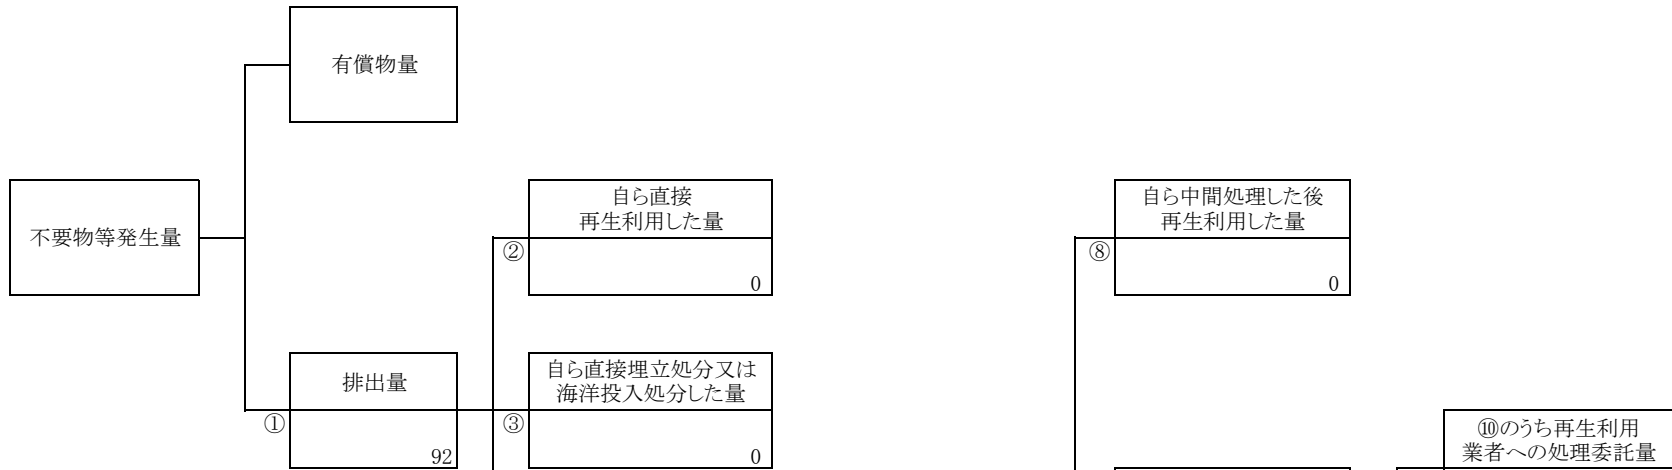 有償物量
不要物等発生量
自ら直接
再生利用した量
②
0
自ら中間処理した後
再生利用した量
⑧
0
排出量
①
92
自ら直接埋立処分又は
海洋投入処分した量
③
0
⑩のうち再生利用
業者への処理委託量